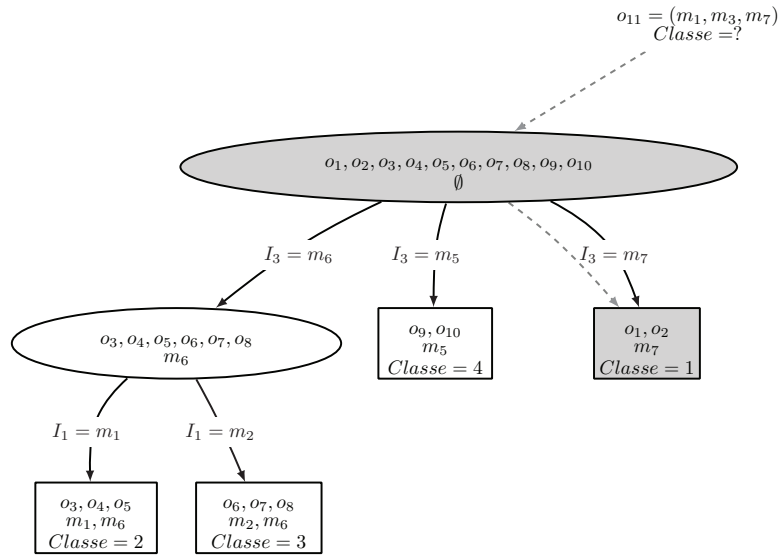 o₁₁ = (m₁, m₃, m₇)
Classe =?
o₁, o₂, o₃, o₄, o₅, o₆, o₇, o₈, o₉, o₁₀
∅
I₃ = m₆
I₃ = m₅
I₃ = m₇
o₃, o₄, o₅, o₆, o₇, o₈
m₆
o₉, o₁₀
m₅
Classe = 4
o₁, o₂
m₇
Classe = 1
I₁ = m₁
I₁ = m₂
o₃, o₄, o₅
m₁, m₆
Classe = 2
o₆, o₇, o₈
m₂, m₆
Classe = 3